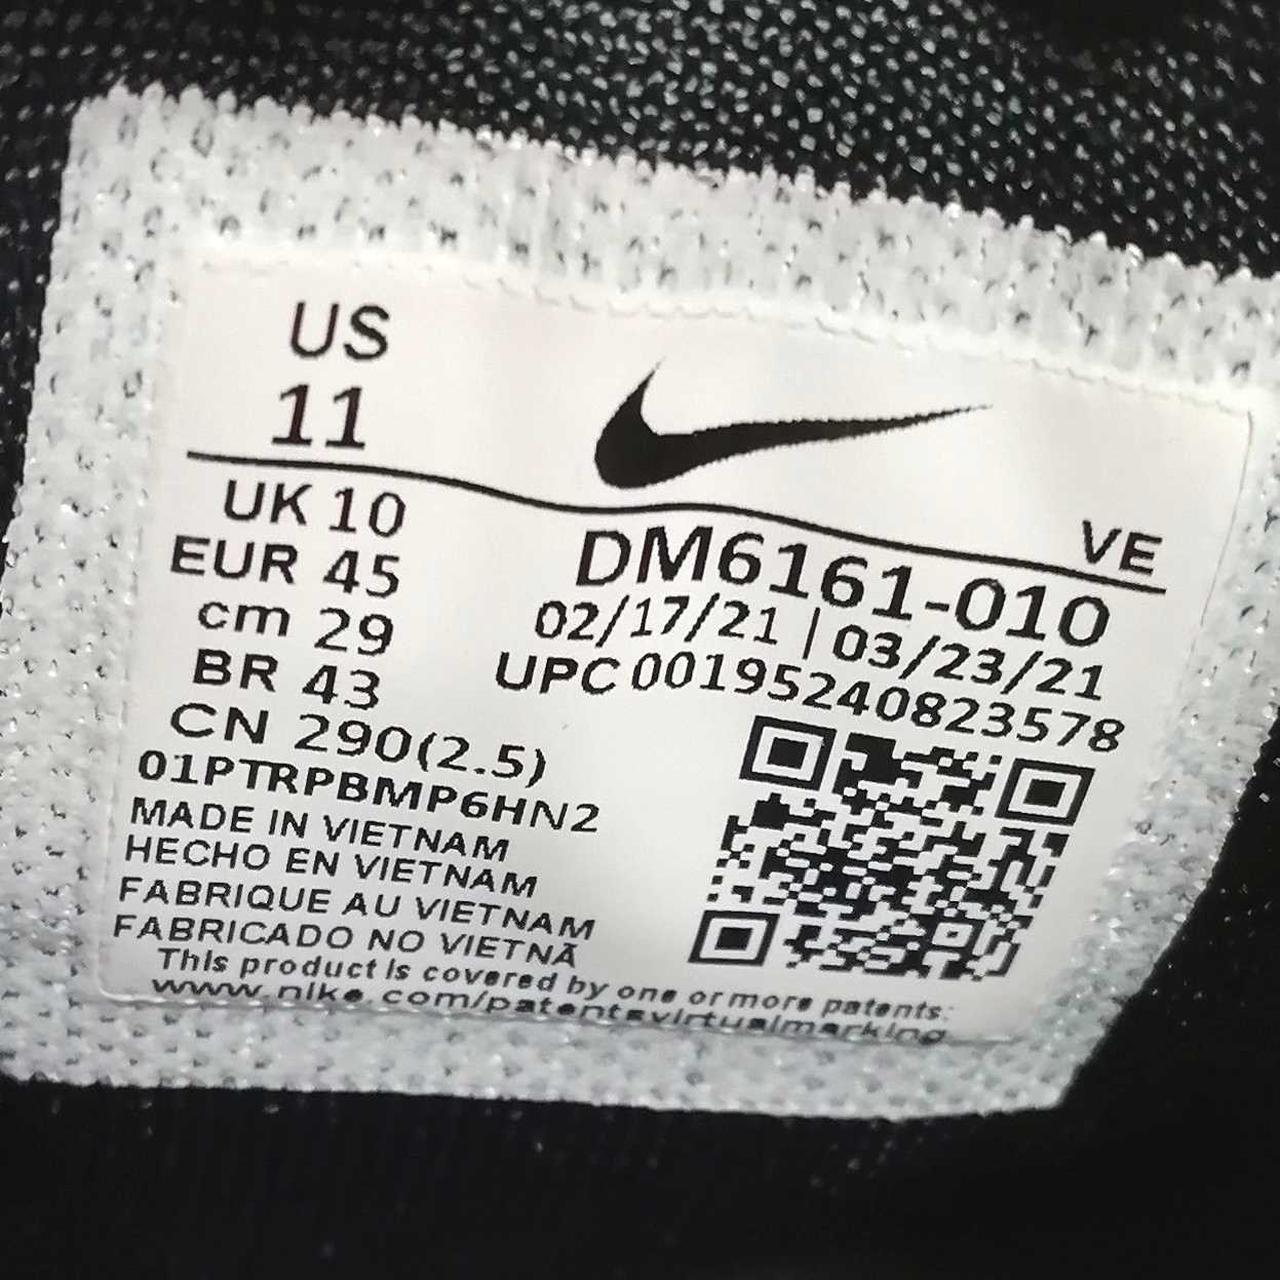 US
11
UK 10
EUR 45
cm 29
BR 43
CN 290(2.5)
01PTRPBMP6HN2
MADE IN VIETNAM
HECHO EN VIETNAM
FABRIQUE AU VIETNAM
FABRICADO NO VIETNÃ
VE
DM6161-010
02/17/21 | 03/23/21
UPC 00195240823578
This product is covered by one or more patents:
www.nike.com/patentsvirtualmarking